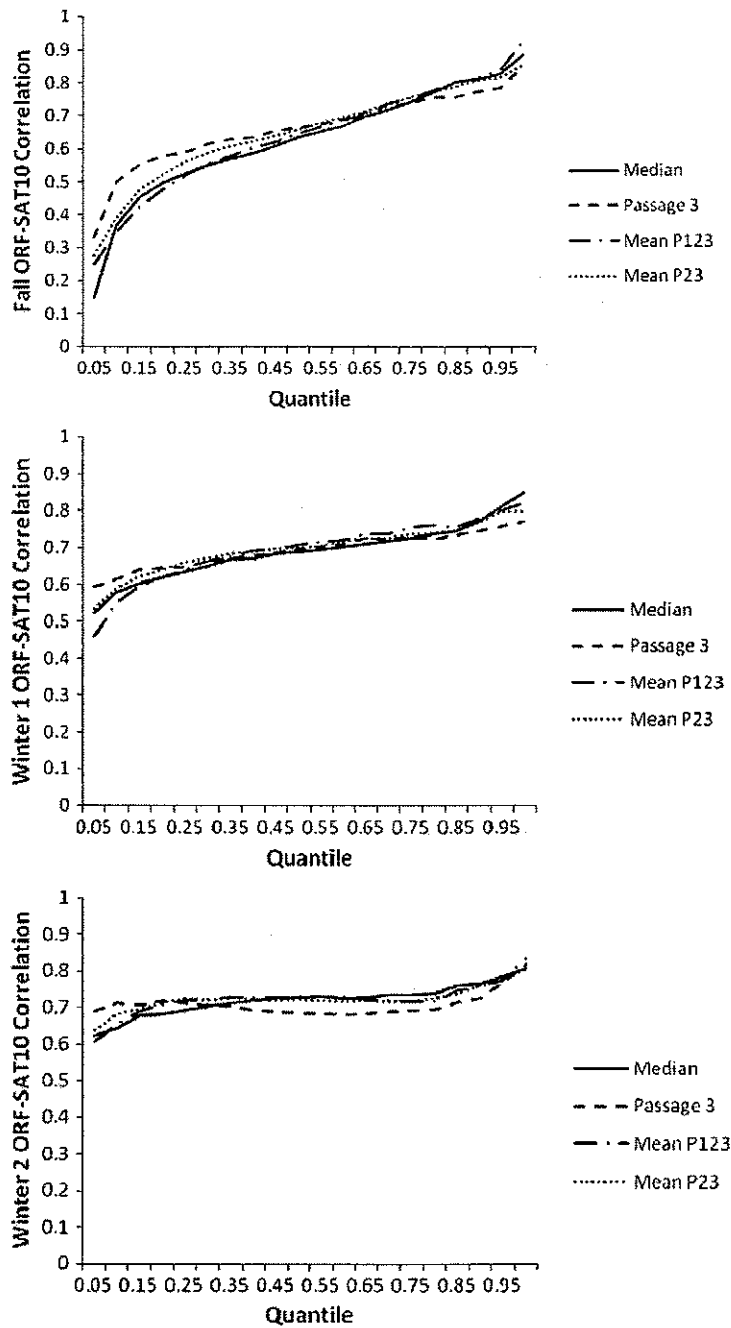 Fall ORF-SAT10 Correlation
1
0.9
0.8
0.7
0.6
0.5
0.4
0.3
0.2
0.1
0
0.05 0.15 0.25 0.35 0.45 0.55 0.65 0.75 0.85 0.95
Quantile
Median
Passage 3
Mean P123
Mean P23
Winter 1 ORF-SAT10 Correlation
1
0.9
0.8
0.7
0.6
0.5
0.4
0.3
0.2
0.1
0
0.05 0.15 0.25 0.35 0.45 0.55 0.65 0.75 0.85 0.95
Quantile
Median
Passage 3
Mean P123
Mean P23
Winter 2 ORF-SAT10 Correlation
1
0.9
0.8
0.7
0.6
0.5
0.4
0.3
0.2
0.1
0
0.05 0.15 0.25 0.35 0.45 0.55 0.65 0.75 0.85 0.95
Quantile
Median
Passage 3
Mean P123
Mean P23